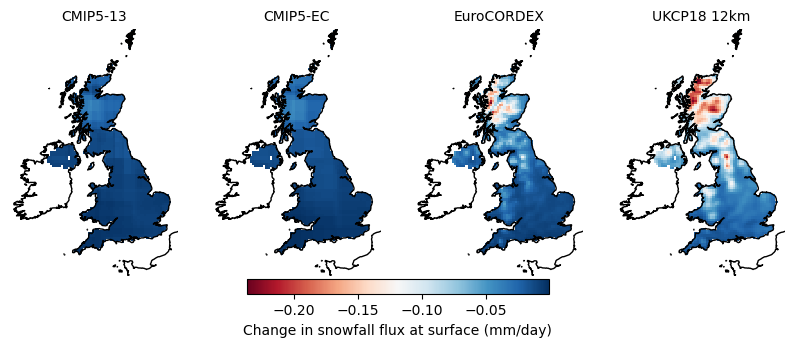 CMIP5-13
CMIP5-EC
EuroCORDEX
UKCP18 12km
−0.20
−0.15
−0.10
−0.05
Change in snowfall flux at surface (mm/day)